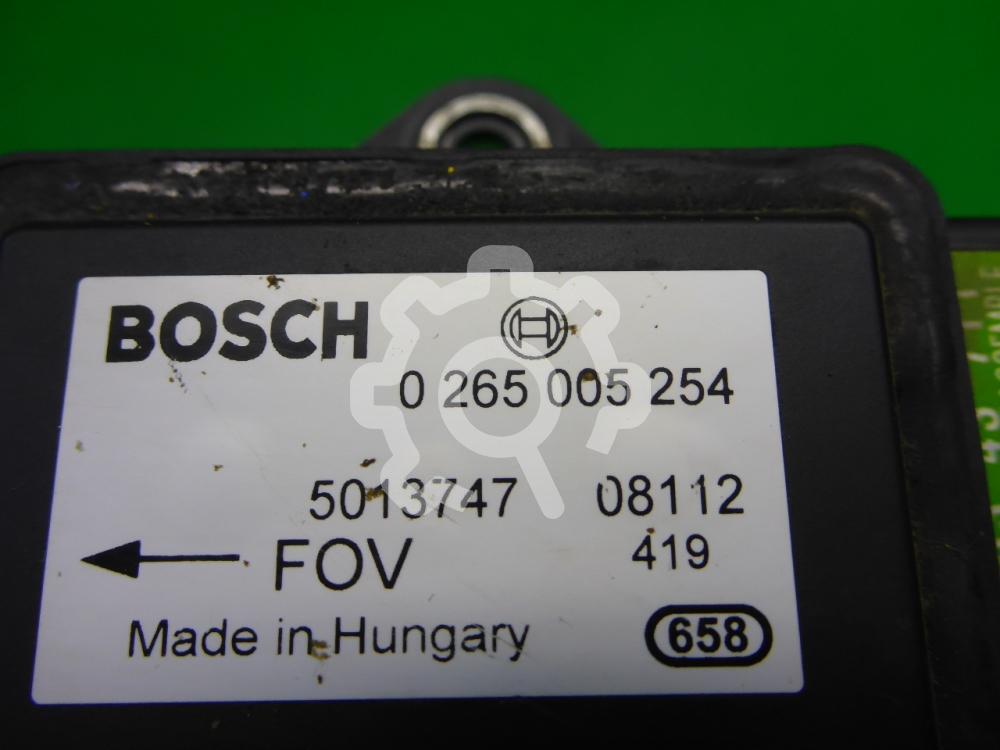 BOSCH
0 265 005 254
5013747 08112
FOV 419
Made in Hungary 658